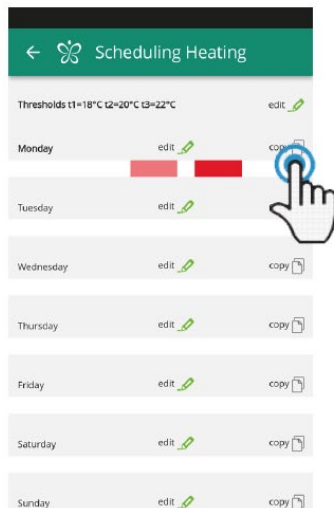 Scheduling Heating
Thresholds t1=18°C t2=20°C t3=22°C edit
Monday edit copy
Tuesday edit
Wednesday edit copy
Thursday edit copy
Friday edit copy
Saturday edit copy
Sunday edit copy